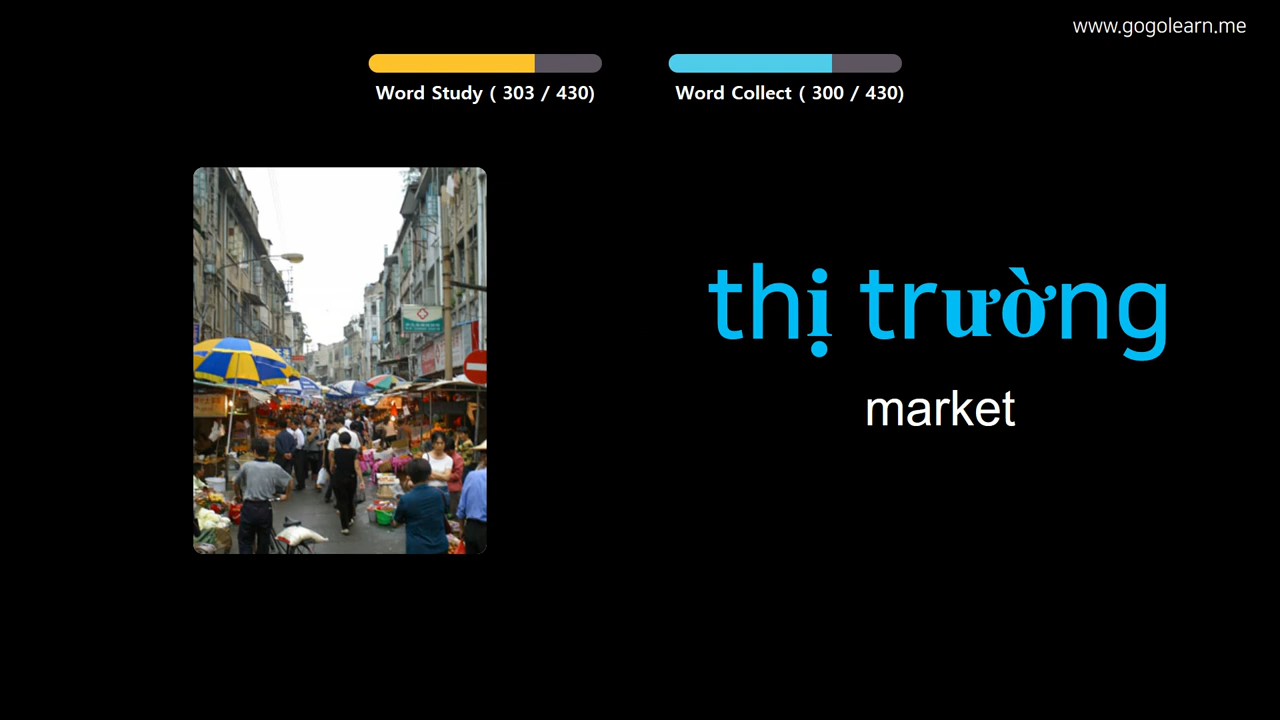 www.gogolearn.me
Word Study ( 303 / 430)
Word Collect ( 300 / 430)
thị trường
market